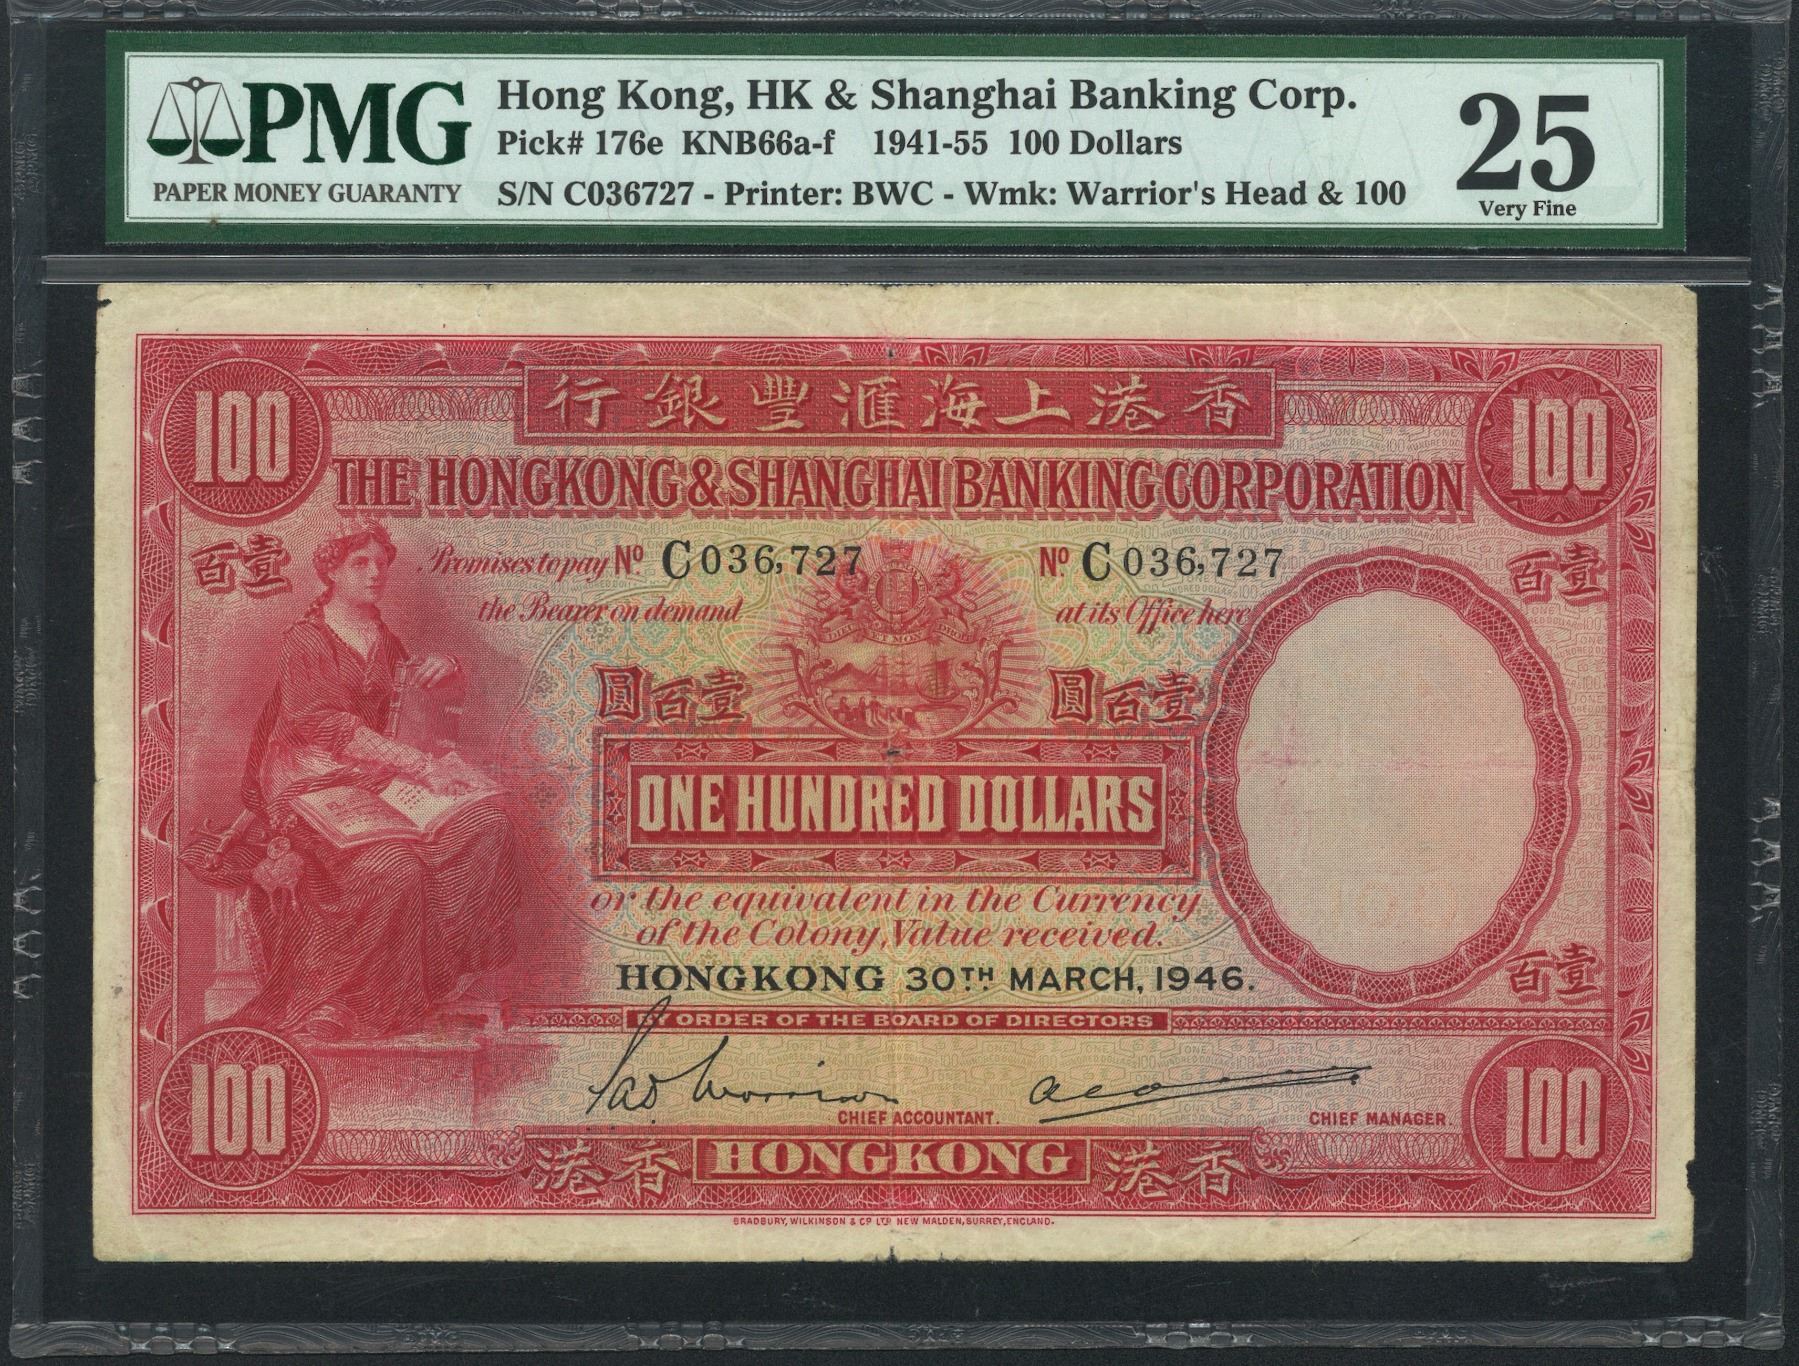 PMG
PAPER MONEY GUARANTY
Hong Kong, HK & Shanghai Banking Corp.
Pick# 176e KNB66a-f 1941-55 100 Dollars
S/N C036727 - Printer: BWC - Wmk: Warrior's Head & 100
25
Very Fine
行銀豐滙海上港香
100
100
THE HONGKONG & SHANGHAI BANKING CORPORATION
百壹
Promises to pay No. C036,727
No. C036,727
百壹
the Bearer on demand
at its Office here
DIEU ET MON DROIT
圓百壹
圓百壹
ONE HUNDRED DOLLARS
or the equivalent in the Currency
of the Colony, Value received.
HONGKONG 30TH MARCH, 1946.
百壹
BY ORDER OF THE BOARD OF DIRECTORS
100
CHIEF ACCOUNTANT.
CHIEF MANAGER.
100
港香 HONGKONG 港香
BRADBURY, WILKINSON & Co. LTD. NEW MALDEN, SURREY, ENGLAND.